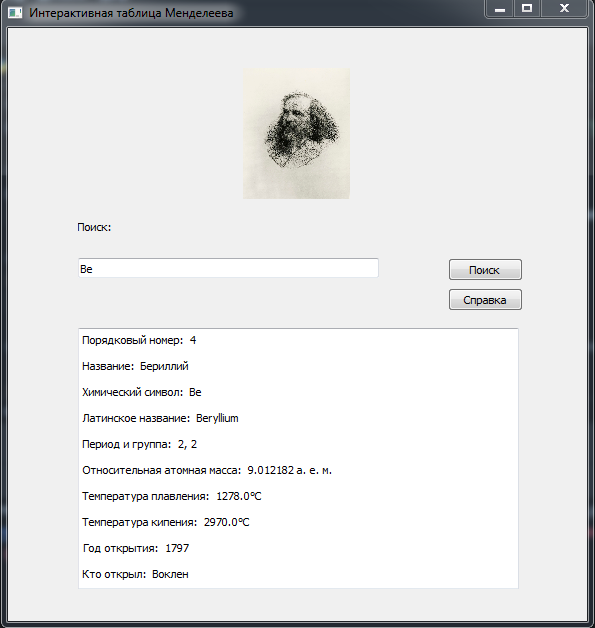 Интерактивная таблица Менделеева
Поиск:
Be
Поиск
Справка
Порядковый номер: 4
Название: Бериллий
Химический символ: Be
Латинское название: Beryllium
Период и группа: 2, 2
Относительная атомная масса: 9.012182 а. е. м.
Температура плавления: 1278.0°C
Температура кипения: 2970.0°C
Год открытия: 1797
Кто открыл: Воклен